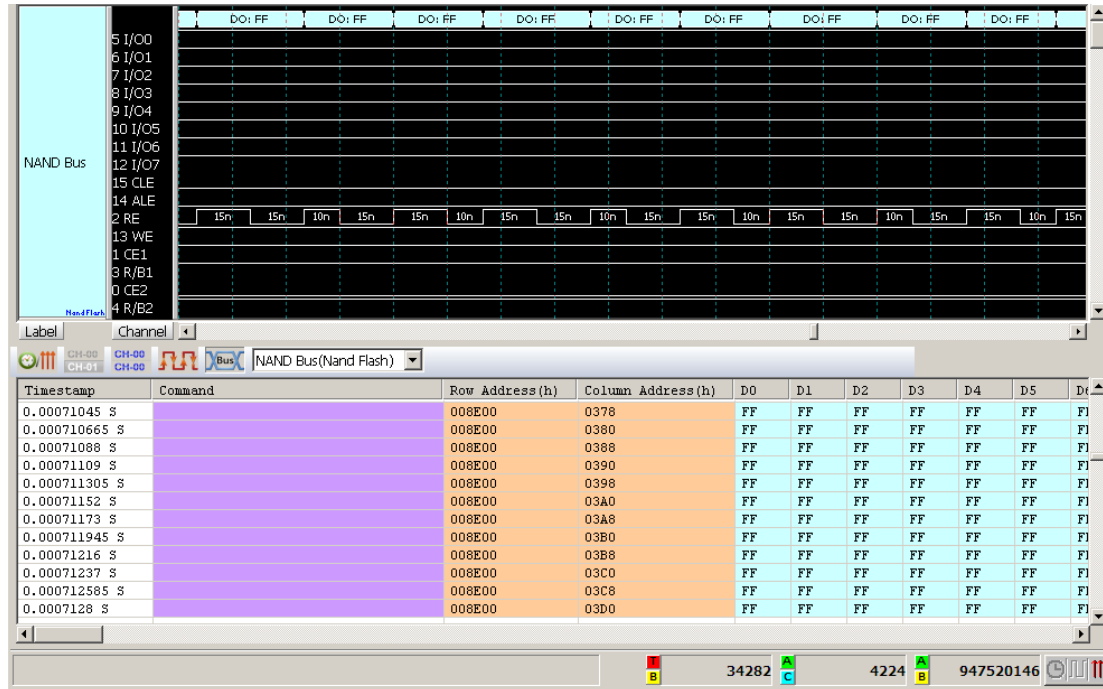 DO: FF DO: FF DO: FF DO: FF DO: FF DO: FF DO: FF DO: FF DO: FF
5 I/O0
6 I/O1
7 I/O2
8 I/O3
9 I/O4
10 I/O5
11 I/O6
NAND Bus 12 I/O7
15 CLE
14 ALE
2 RE 15n 15n 10n 15n 15n 10n 15n 15n 10n 15n 15n 10n 15n 15n 10n 15n 15n 10n 15n
13 WE
1 CE1
3 R/B1
0 CE2
Nand Flash 4 R/B2
Label Channel
CH-00 CH-01 CH-00 CH-00 Bus NAND Bus(Nand Flash)
Timestamp Command Row Address(h) Column Address(h) D0 D1 D2 D3 D4 D5
0.00071045 S 008E00 0378 FF FF FF FF FF FF
0.000710665 S 008E00 0380 FF FF FF FF FF FF
0.00071088 S 008E00 0388 FF FF FF FF FF FF
0.00071109 S 008E00 0390 FF FF FF FF FF FF
0.000711305 S 008E00 0398 FF FF FF FF FF FF
0.00071152 S 008E00 03A0 FF FF FF FF FF FF
0.00071173 S 008E00 03A8 FF FF FF FF FF FF
0.000711945 S 008E00 03B0 FF FF FF FF FF FF
0.00071216 S 008E00 03B8 FF FF FF FF FF FF
0.00071237 S 008E00 03C0 FF FF FF FF FF FF
0.000712585 S 008E00 03C8 FF FF FF FF FF FF
0.0007128 S 008E00 03D0 FF FF FF FF FF FF
T B 34282 A C 4224 A B 947520146